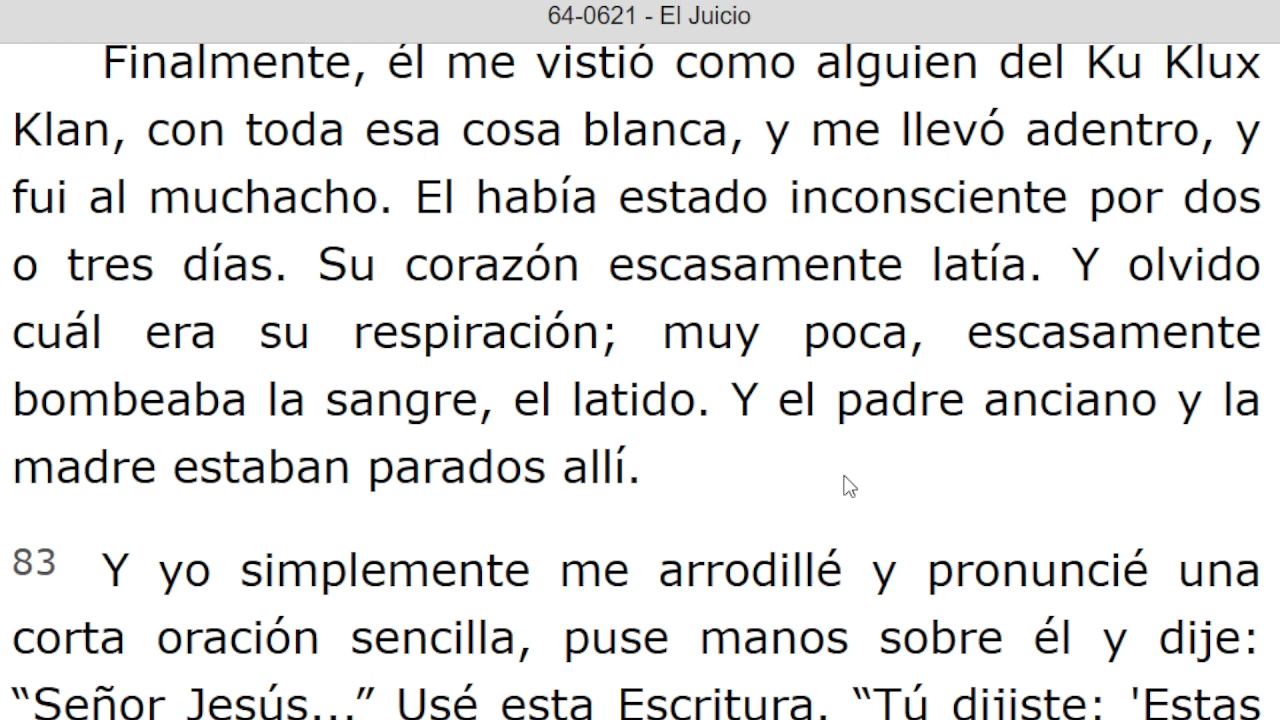 64-0621 - El Juicio
Finalmente, él me vistió como alguien del Ku Klux
Klan, con toda esa cosa blanca, y me llevó adentro, y
fui al muchacho. El había estado inconsciente por dos
o tres días. Su corazón escasamente latía. Y olvido
cuál era su respiración; muy poca, escasamente
bombeaba la sangre, el latido. Y el padre anciano y la
madre estaban parados allí.
83 Y yo simplemente me arrodillé y pronuncié una
corta oración sencilla, puse manos sobre él y dije:
“Señor Jesús...” Usé esta Escritura. “Tú dijiste: 'Estas